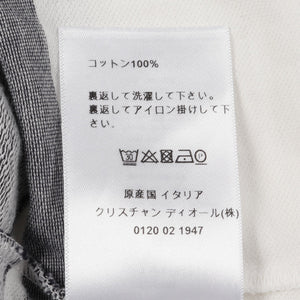 コットン100%
裏返して洗濯して下さい。
裏返してアイロン掛けして下
さい.
原産国 イタリア
クリスチャン ディオール(株)
0120 02 1947